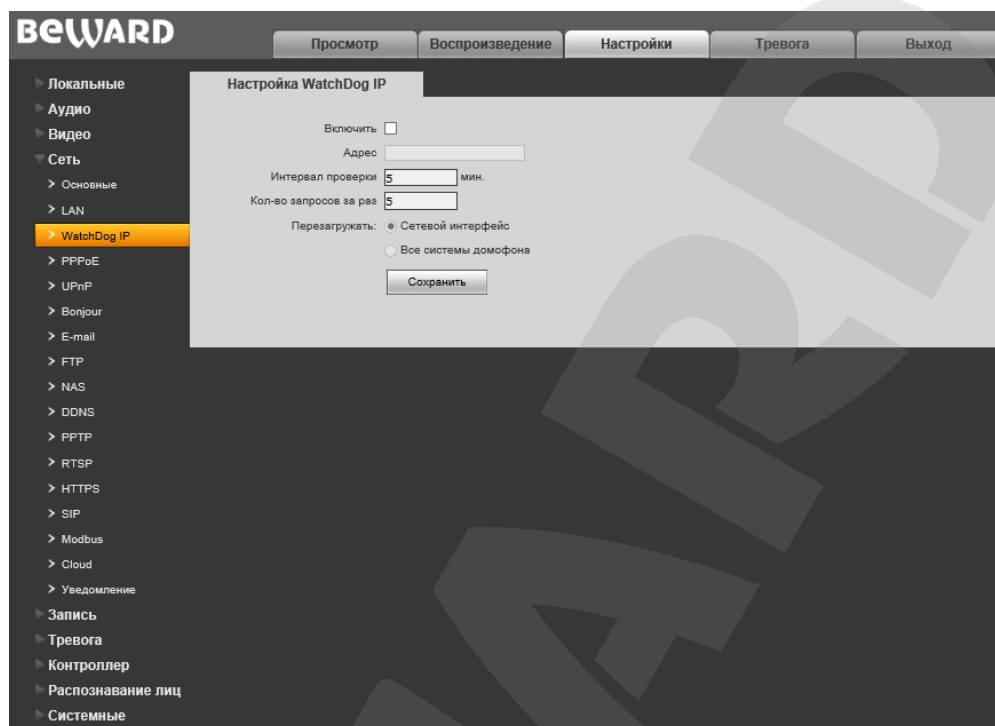 BEWARD
Просмотр
Воспроизведение
Настройки
Тревога
Выход
Локальные
Аудио
Видео
Сеть
Основные
LAN
WatchDog IP
PPPoE
UPnP
Bonjour
E-mail
FTP
NAS
DDNS
PPTP
RTSP
HTTPS
SIP
Modbus
Cloud
Уведомление
Запись
Тревога
Контроллер
Распознавание лиц
Системные
Настройка WatchDog IP
Включить
Адрес
Интервал проверки 5 мин.
Кол-во запросов за раз 5
Перезагружать: Сетевой интерфейс
Все системы домофона
Сохранить